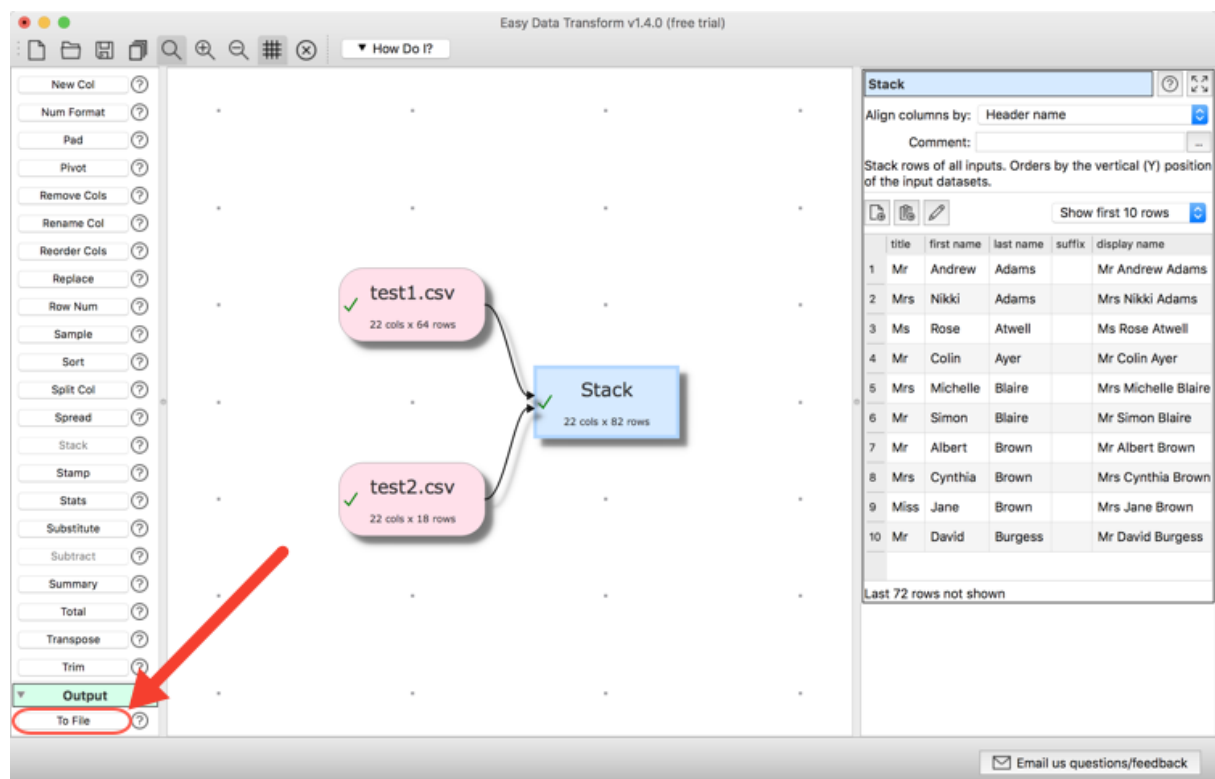 Easy Data Transform v1.4.0 (free trial)
How Do I?
New Col
Num Format
Pad
Pivot
Remove Cols
Rename Col
Reorder Cols
Replace
Row Num
Sample
Sort
Split Col
Spread
Stack
Stamp
Stats
Substitute
Subtract
Summary
Total
Transpose
Trim
Output
To File
test1.csv
22 cols x 64 rows
test2.csv
22 cols x 18 rows
Stack
22 cols x 82 rows
Stack
Align columns by: Header name
Comment: ...
Stack rows of all inputs. Orders by the vertical (Y) position
of the input datasets.
Show first 10 rows
title first name last name suffix display name
1 Mr Andrew Adams Mr Andrew Adams
2 Mrs Nikki Adams Mrs Nikki Adams
3 Ms Rose Atwell Ms Rose Atwell
4 Mr Colin Ayer Mr Colin Ayer
5 Mrs Michelle Blaire Mrs Michelle Blaire
6 Mr Simon Blaire Mr Simon Blaire
7 Mr Albert Brown Mr Albert Brown
8 Mrs Cynthia Brown Mrs Cynthia Brown
9 Miss Jane Brown Mrs Jane Brown
10 Mr David Burgess Mr David Burgess
Last 72 rows not shown
Email us questions/feedback